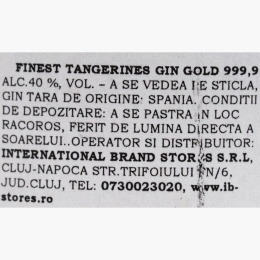 FINEST TANGERINES GIN GOLD 999,9
ALC.40 %, VOL. – A SE VEDEA PE STICLA,
GIN TARA DE ORIGINE: SPANIA. CONDITII
DE DEPOZITARE: A SE PASTRA IN LOC
RACOROS, FERIT DE LUMINA DIRECTA A
SOARELUI..OPERATOR SI DISTRIBUITOR:
INTERNATIONAL BRAND STORES S.R.L,
CLUJ-NAPOCA STR.TRIFOIULUI FN/6,
JUD.CLUJ, TEL: 0730023020, www.ib-
stores.ro